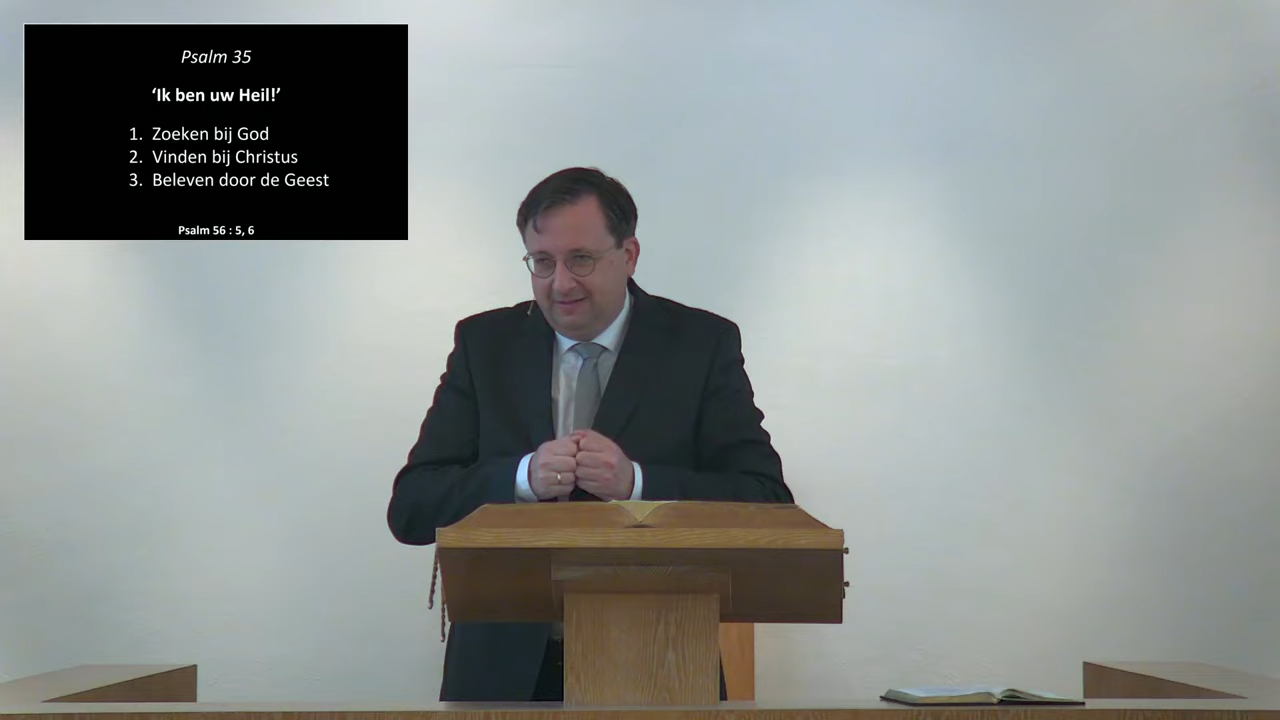 Psalm 35
‘Ik ben uw Heil!’
1. Zoeken bij God
2. Vinden bij Christus
3. Beleven door de Geest
Psalm 56 : 5, 6